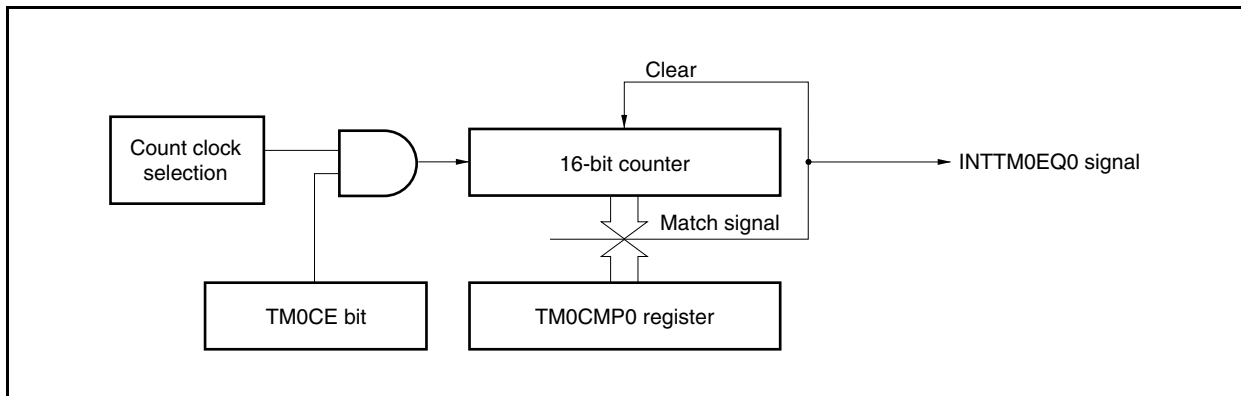 Clear
Count clock
selection
16-bit counter
INTTM0EQ0 signal
Match signal
TM0CE bit
TM0CMP0 register